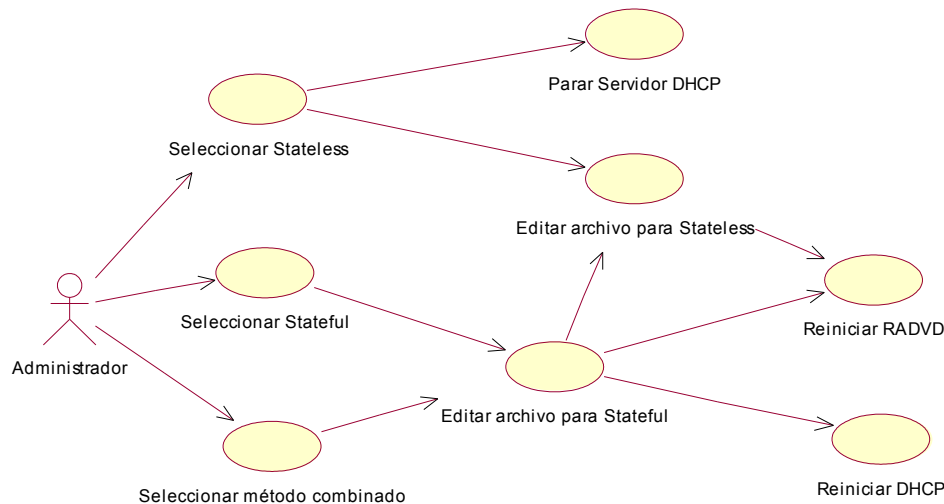 Parar Servidor DHCP
Seleccionar Stateless
Editar archivo para Stateless
Seleccionar Stateful
Reiniciar RADVD
Administrador
Editar archivo para Stateful
Seleccionar método combinado
Reiniciar DHCP